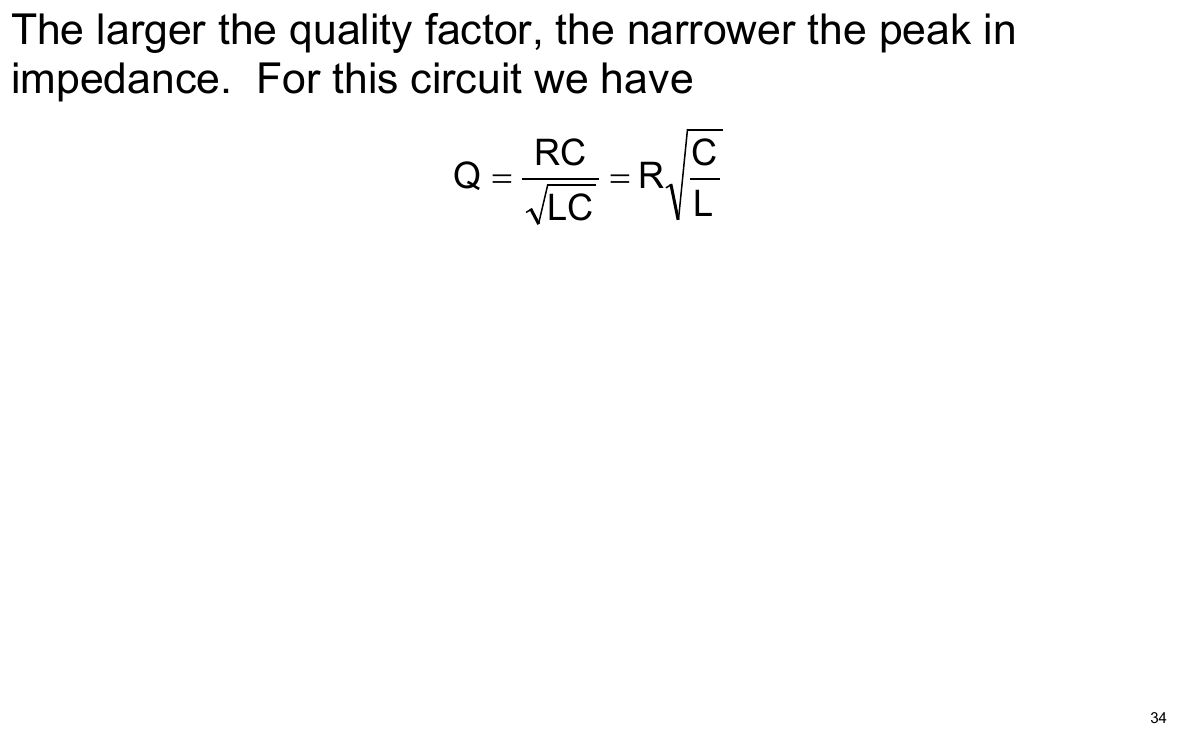 The larger the quality factor, the narrower the peak in
impedance.  For this circuit we have
Q = RC/√LC = R√C/L
34